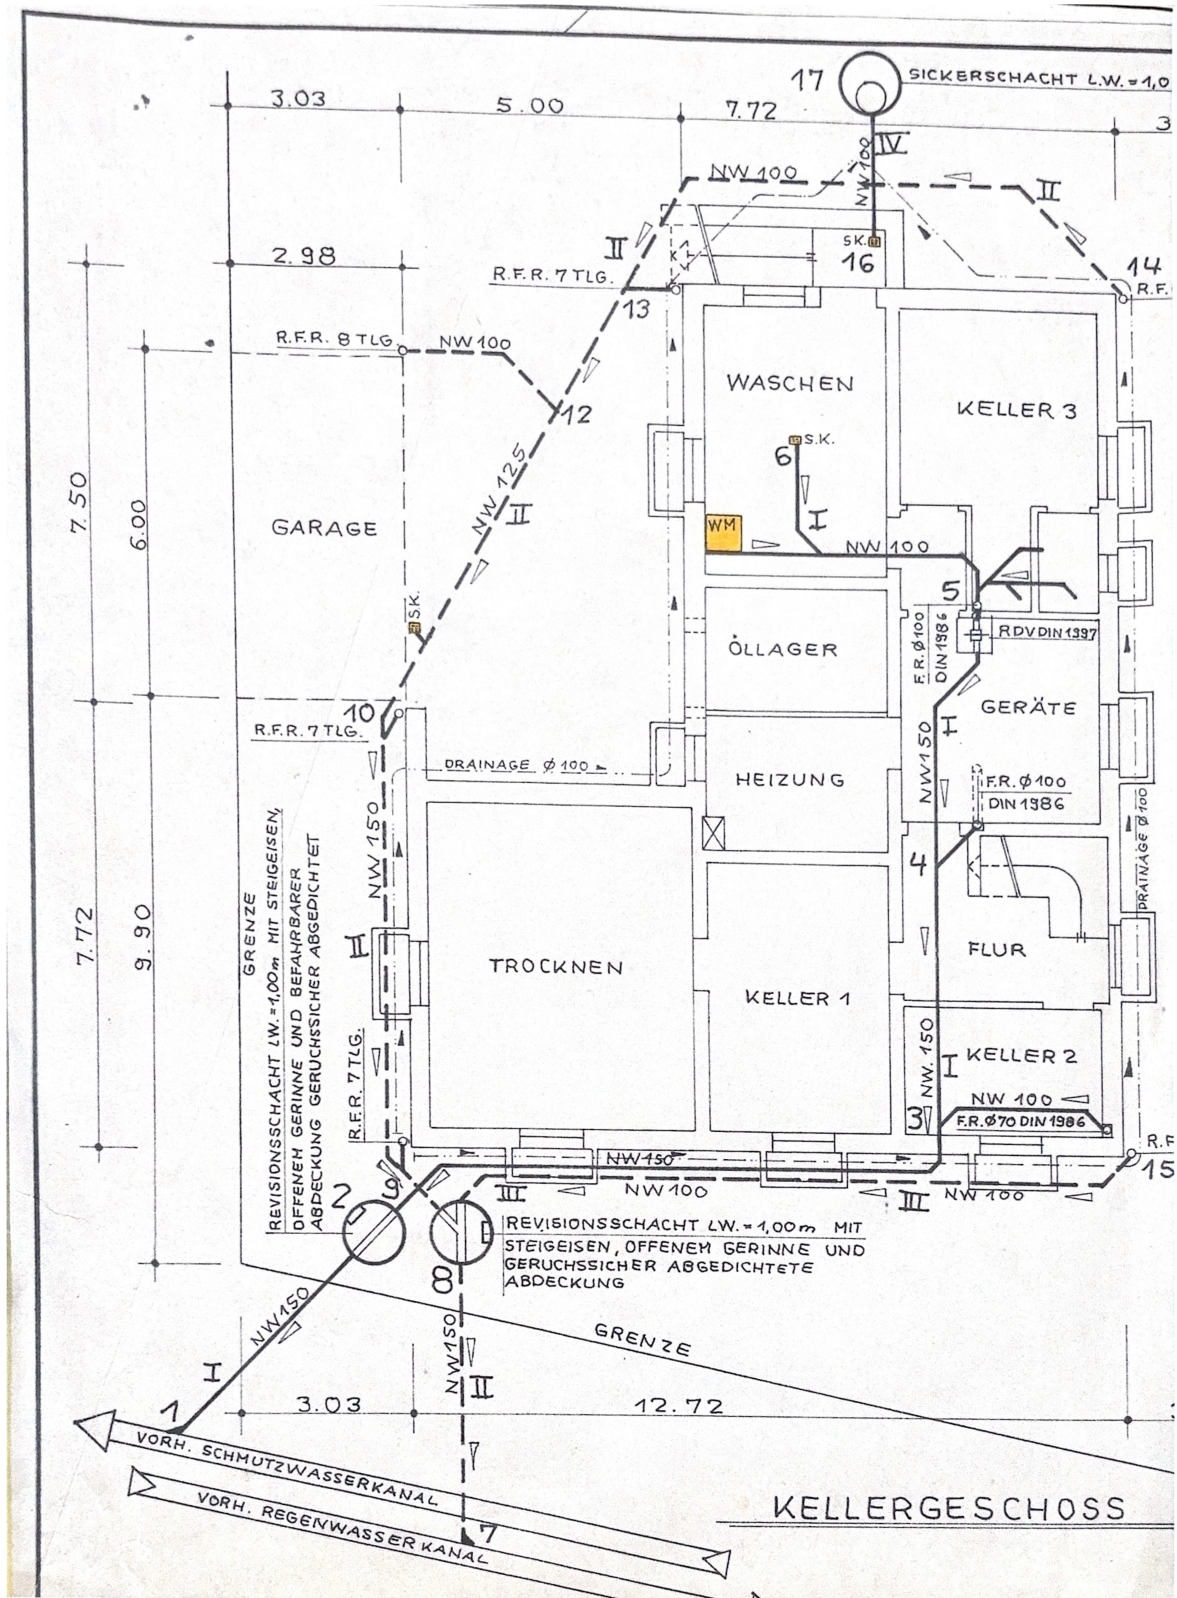 17
SICKERSCHACHT L.W. = 1,0
3.03
5.00
7.72
3
IV
NW 100
NW 100
II
II
2.98
S.K.
16
14
R.F.R. 7 TLG.
R.F.
13
R.F.R. 8 TLG.
NW 100
WASCHEN
KELLER 3
12
S.K.
6
NW 125
II
7.50
6.00
GARAGE
I
WM
NW 100
5
S.K.
F.R. Ø 100
DIN 1986
RDV DIN 1997
ÖLLAGER
10
R.F.R. 7 TLG.
GERÄTE
I
NW 150
DRAINAGE Ø 100
HEIZUNG
F.R. Ø 100
DIN 1986
DRAINAGE Ø 100
NW 150
4
II
GRENZE
REVISIONSSCHACHT LW. = 1,00m MIT STEIGEISEN,
OFFENEM GERINNE UND BEFAHRBARER
ABDECKUNG GERUCHSSICHER ABGEDICHTET
7.72
9.90
TROCKNEN
KELLER 1
FLUR
R.F.R. 7 TLG.
NW. 150
I
KELLER 2
NW 100
3
F.R. Ø 70 DIN 1986
R.F
15
NW 150
9
2
III
NW 100
III
NW 100
REVISIONSSCHACHT LW. = 1,00m MIT
STEIGEISEN, OFFENEM GERINNE UND
GERUCHSSICHER ABGEDICHTETE
ABDECKUNG
8
NW 150
NW 150
GRENZE
I
II
1
3.03
12.72
VORH. SCHMUTZWASSERKANAL
VORH. REGENWASSERKANAL
7
KELLERGESCHOSS